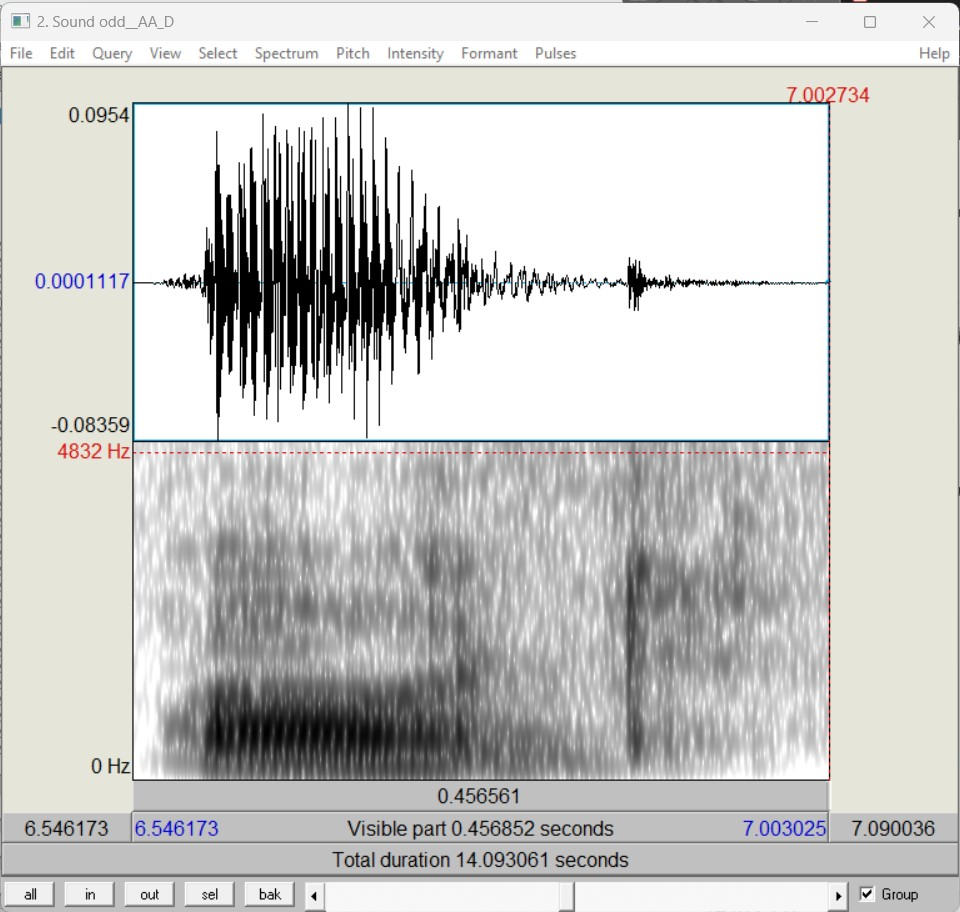 2. Sound odd__AA_D
File Edit Query View Select Spectrum Pitch Intensity Formant Pulses Help
7.002734
0.0954
0.0001117
-0.08359
4832 Hz
0 Hz
0.456561
6.546173 6.546173 Visible part 0.456852 seconds 7.003025 7.090036
Total duration 14.093061 seconds
all in out sel bak Group